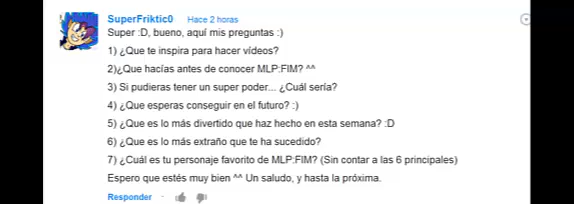 SuperFriktic0 Hace 2 horas
Super :D, bueno, aquí mis preguntas :)
1) ¿Que te inspira para hacer vídeos?
2)¿Que hacías antes de conocer MLP:FIM? ^^
3) Si pudieras tener un super poder... ¿Cuál sería?
4) ¿Que esperas conseguir en el futuro? :)
5) ¿Que es lo más divertido que haz hecho en esta semana? :D
6) ¿Que es lo más extraño que te ha sucedido?
7) ¿Cuál es tu personaje favorito de MLP:FIM? (Sin contar a las 6 principales)
Espero que estés muy bien ^^ Un saludo, y hasta la próxima.
Responder ·